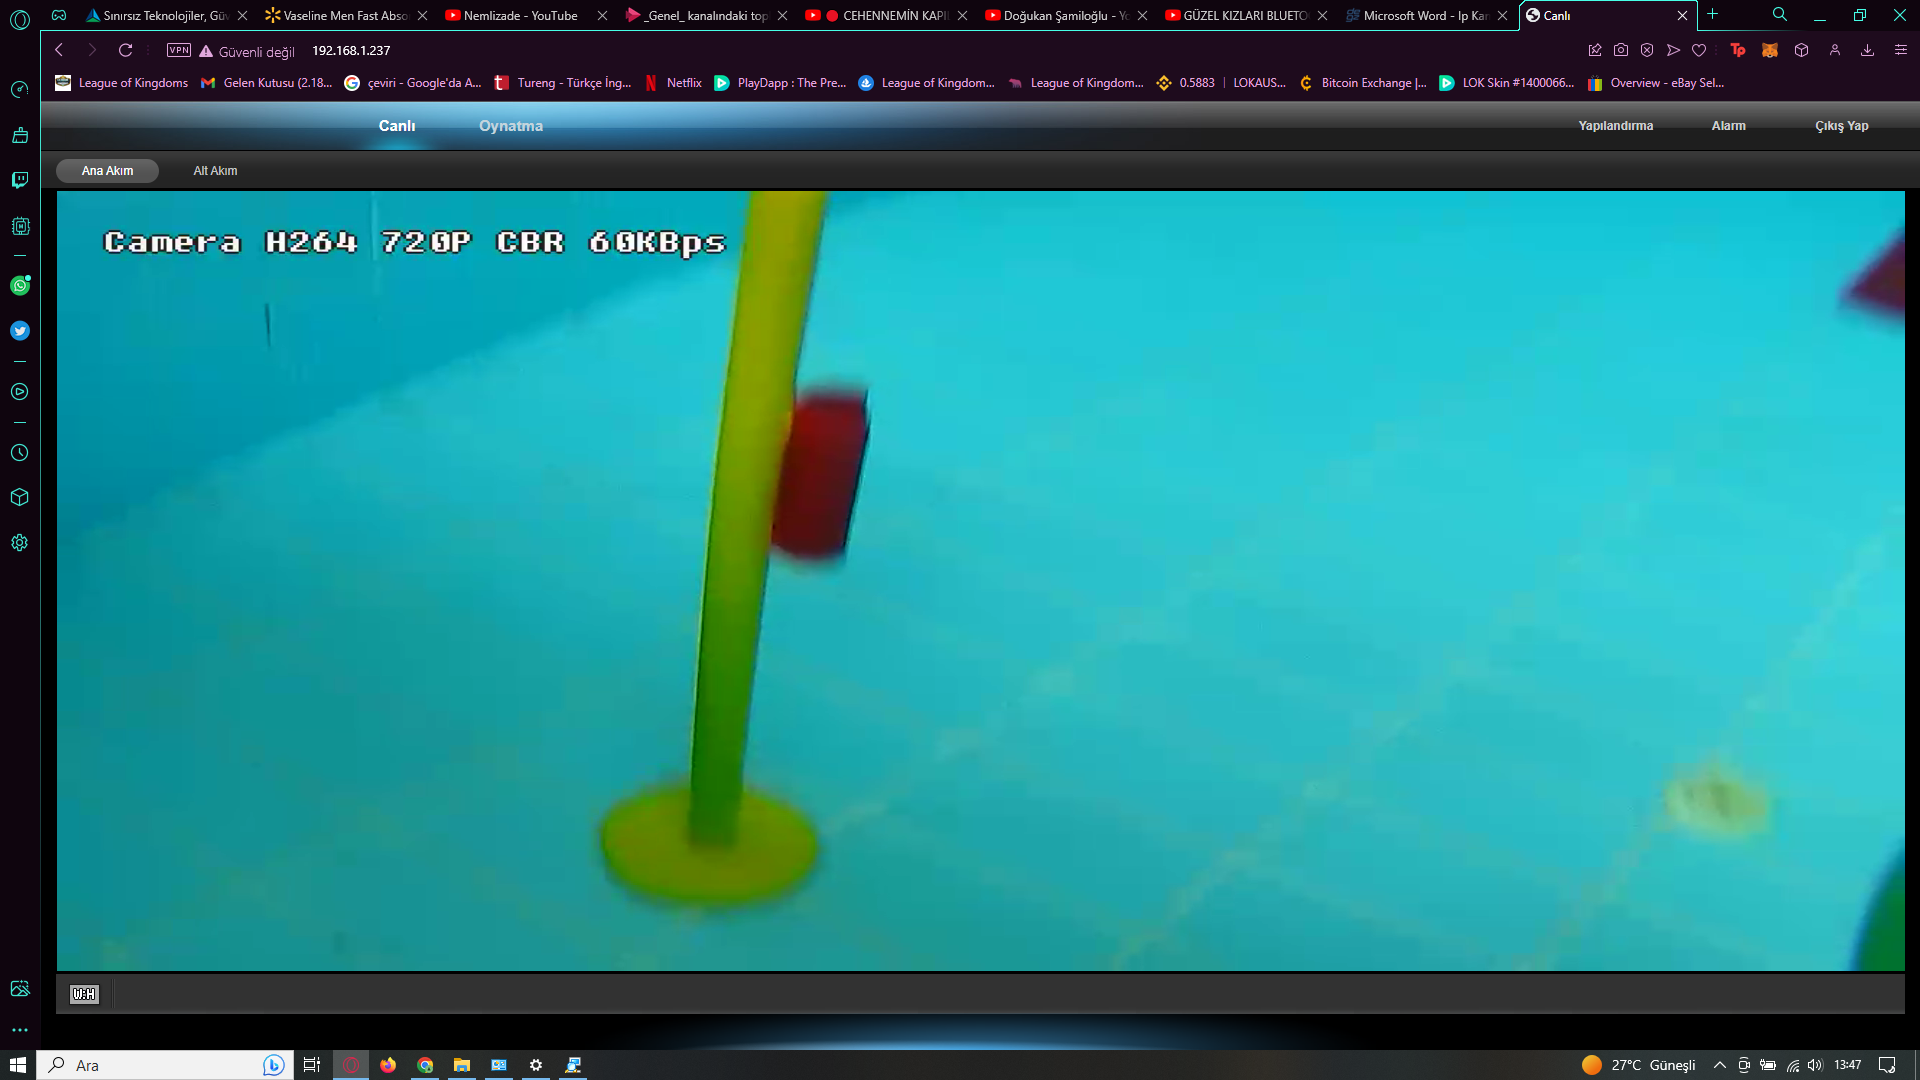 Sınırsız Teknolojiler, Gü
Vaseline Men Fast Abso
Nemlizade - YouTube
_Genel_ kanalındaki top
CEHENNEMİN KAPI
Doğukan Şamiloğlu - Yo
GÜZEL KIZLARI BLUETO
Microsoft Word - Ip Kam
Canlı
VPN
Güvenli değil
192.168.1.237
League of Kingdoms
Gelen Kutusu (2.18...
çeviri - Google'da A...
Tureng - Türkçe İng...
Netflix
PlayDapp : The Pre...
League of Kingdom...
League of Kingdom...
0.5883 | LOKAUS...
Bitcoin Exchange |...
LOK Skin #1400066...
Overview - eBay Sel...
Canlı
Oynatma
Yapılandırma
Alarm
Çıkış Yap
Ana Akım
Alt Akım
Camera H264 720P CBR 60KBps
W:H
Ara
27°C Güneşli
13:47